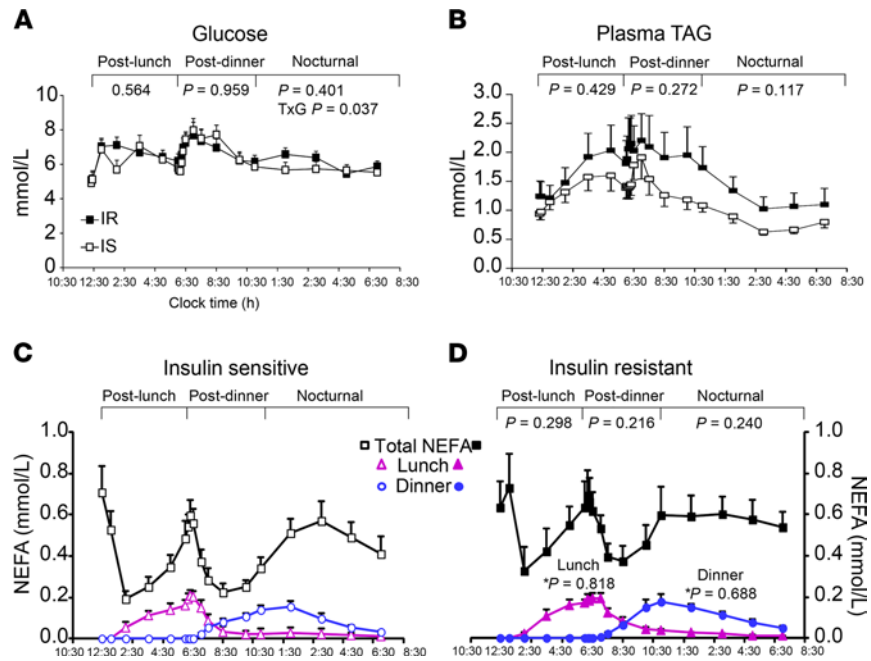 A
Glucose
Post-lunch Post-dinner Nocturnal
0.564 P = 0.959 P = 0.401
TxG P = 0.037
mmol/L
10
8
6
4
2
0
IR
IS
10:30 12:30 2:30 4:30 6:30 8:30 10:30 12:30 2:30 4:30 6:30 8:30
Clock time (h)
B
Plasma TAG
Post-lunch Post-dinner Nocturnal
P = 0.429 P = 0.272 P = 0.117
mmol/L
3.0
2.5
2.0
1.5
1.0
0.5
0.0
10:30 12:30 2:30 4:30 6:30 8:30 10:30 12:30 2:30 4:30 6:30 8:30
C
Insulin sensitive
Post-lunch Post-dinner Nocturnal
NEFA (mmol/L)
1.0
0.8
0.6
0.4
0.2
0.0
Total NEFA
Lunch
Dinner
10:30 12:30 2:30 4:30 6:30 8:30 10:30 12:30 2:30 4:30 6:30 8:30
D
Insulin resistant
Post-lunch Post-dinner Nocturnal
P = 0.298 P = 0.216 P = 0.240
1.0
0.8
0.6
0.4
0.2
0.0
NEFA (mmol/L)
Lunch
*P = 0.818
Dinner
*P = 0.688
10:30 12:30 2:30 4:30 6:30 8:30 10:30 12:30 2:30 4:30 6:30 8:30